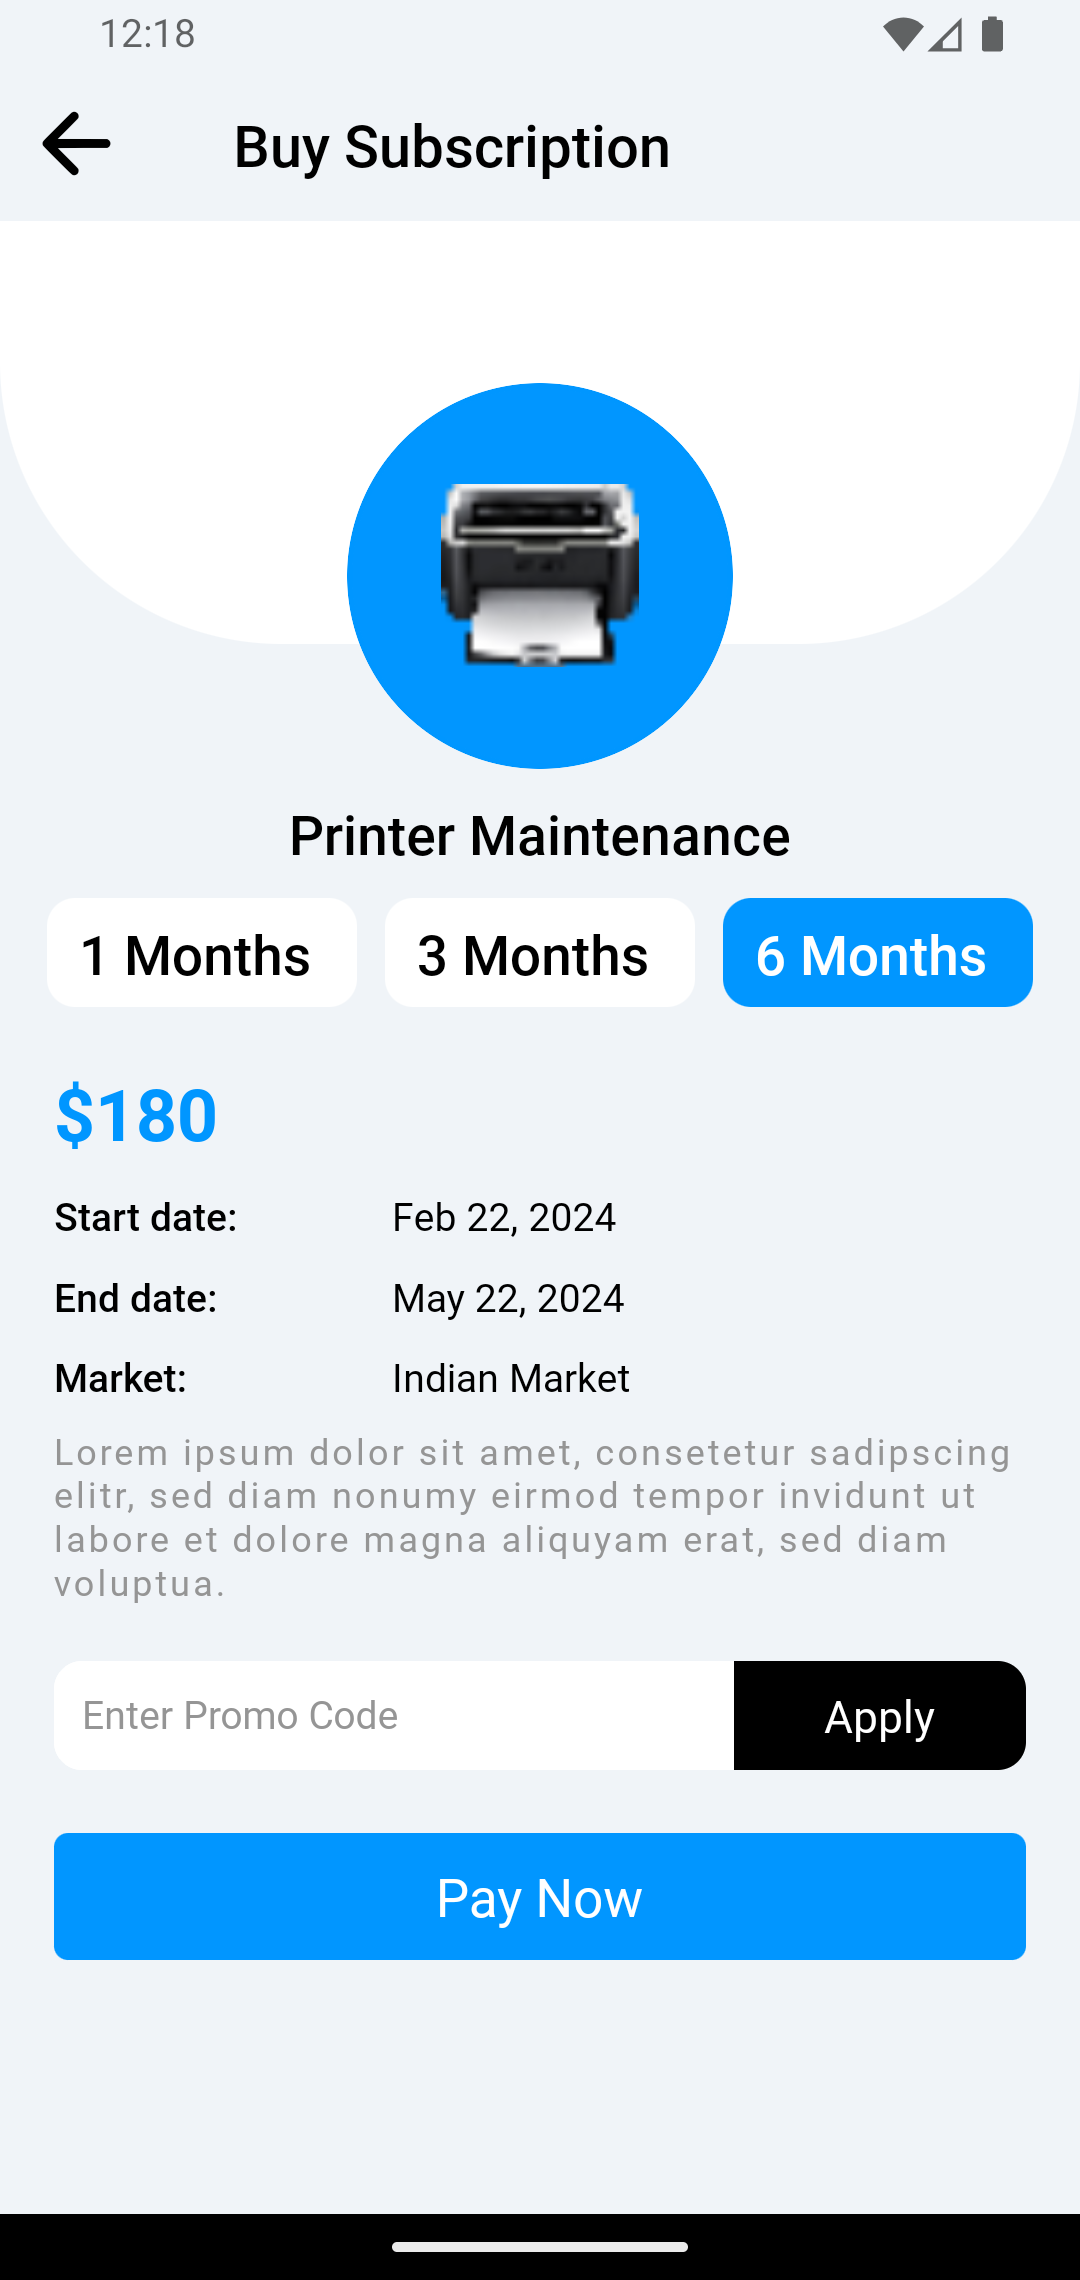 12:18
Buy Subscription
Printer Maintenance
1 Months
3 Months
6 Months
$180
Start date: Feb 22, 2024
End date: May 22, 2024
Market: Indian Market
Lorem ipsum dolor sit amet, consetetur sadipscing
elitr, sed diam nonumy eirmod tempor invidunt ut
labore et dolore magna aliquyam erat, sed diam
voluptua.
Enter Promo Code
Apply
Pay Now